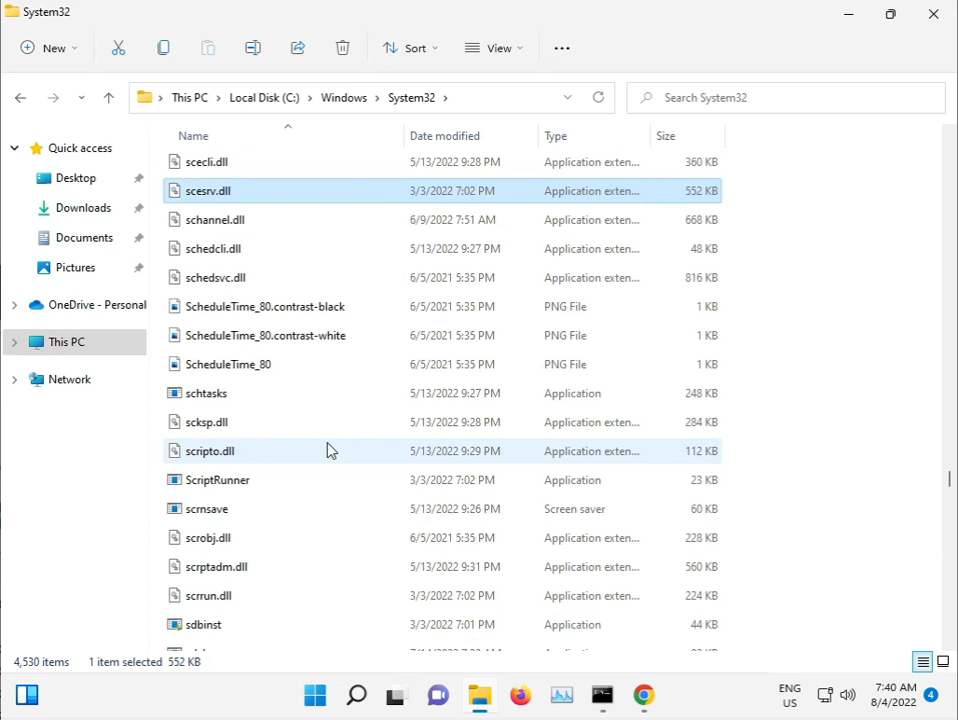 System32
New Sort View
This PC Local Disk (C:) Windows System32 Search System32
Name Date modified Type Size
Quick access
Desktop
Downloads
Documents
Pictures
OneDrive - Personal
This PC
Network
scecli.dll 5/13/2022 9:28 PM Application exten... 360 KB
scesrv.dll 3/3/2022 7:02 PM Application exten... 552 KB
schannel.dll 6/9/2022 7:51 AM Application exten... 668 KB
schedcli.dll 5/13/2022 9:27 PM Application exten... 48 KB
schedsvc.dll 6/5/2021 5:35 PM Application exten... 816 KB
ScheduleTime_80.contrast-black 6/5/2021 5:35 PM PNG File 1 KB
ScheduleTime_80.contrast-white 6/5/2021 5:35 PM PNG File 1 KB
ScheduleTime_80 6/5/2021 5:35 PM PNG File 1 KB
schtasks 5/13/2022 9:27 PM Application 248 KB
scksp.dll 5/13/2022 9:28 PM Application exten... 284 KB
scripto.dll 5/13/2022 9:29 PM Application exten... 112 KB
ScriptRunner 3/3/2022 7:02 PM Application 23 KB
scrnsave 5/13/2022 9:26 PM Screen saver 60 KB
scrobj.dll 6/5/2021 5:35 PM Application exten... 228 KB
scrptadm.dll 5/13/2022 9:31 PM Application exten... 560 KB
scrrun.dll 3/3/2022 7:02 PM Application exten... 224 KB
sdbinst 3/3/2022 7:01 PM Application 44 KB
4,530 items 1 item selected 552 KB
ENG
US
7:40 AM
8/4/2022
4